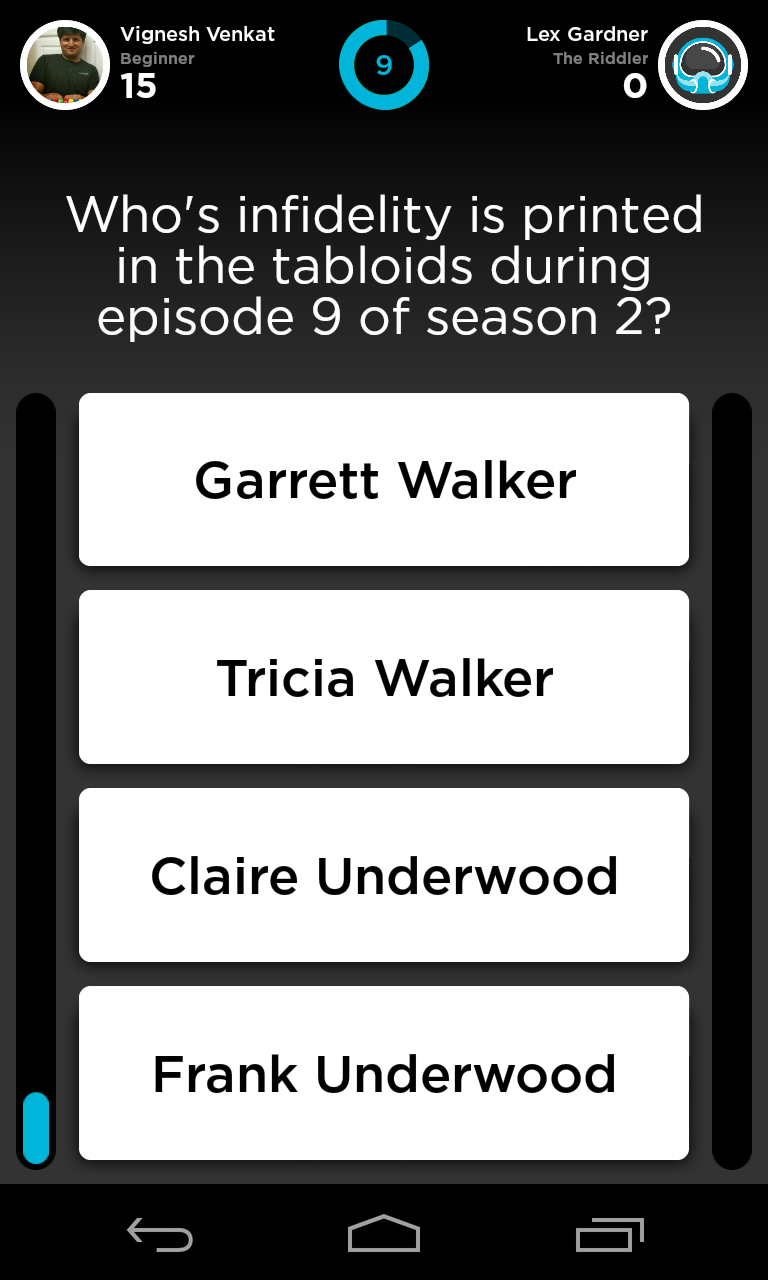 Vignesh Venkat
Beginner
15
9
Lex Gardner
The Riddler
0
Who's infidelity is printed
in the tabloids during
episode 9 of season 2?
Garrett Walker
Tricia Walker
Claire Underwood
Frank Underwood